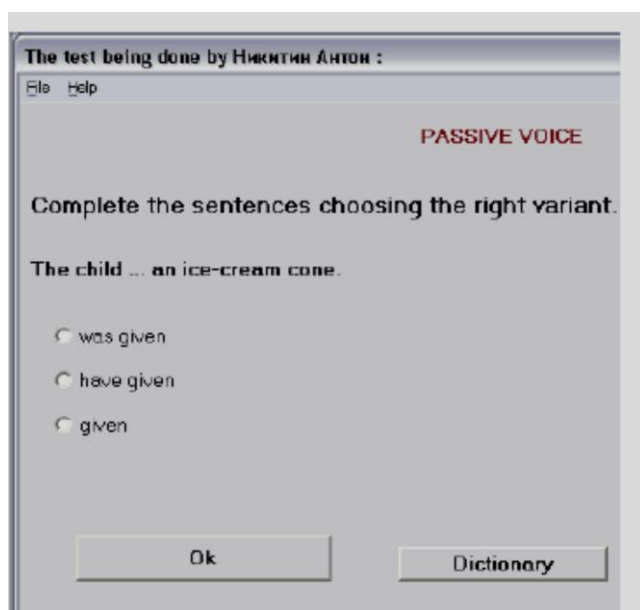 The test being done by Никитин Антон :
File Help
PASSIVE VOICE
Complete the sentences choosing the right variant.
The child ... an ice-cream cone.
was given
have given
given
Ok Dictionary